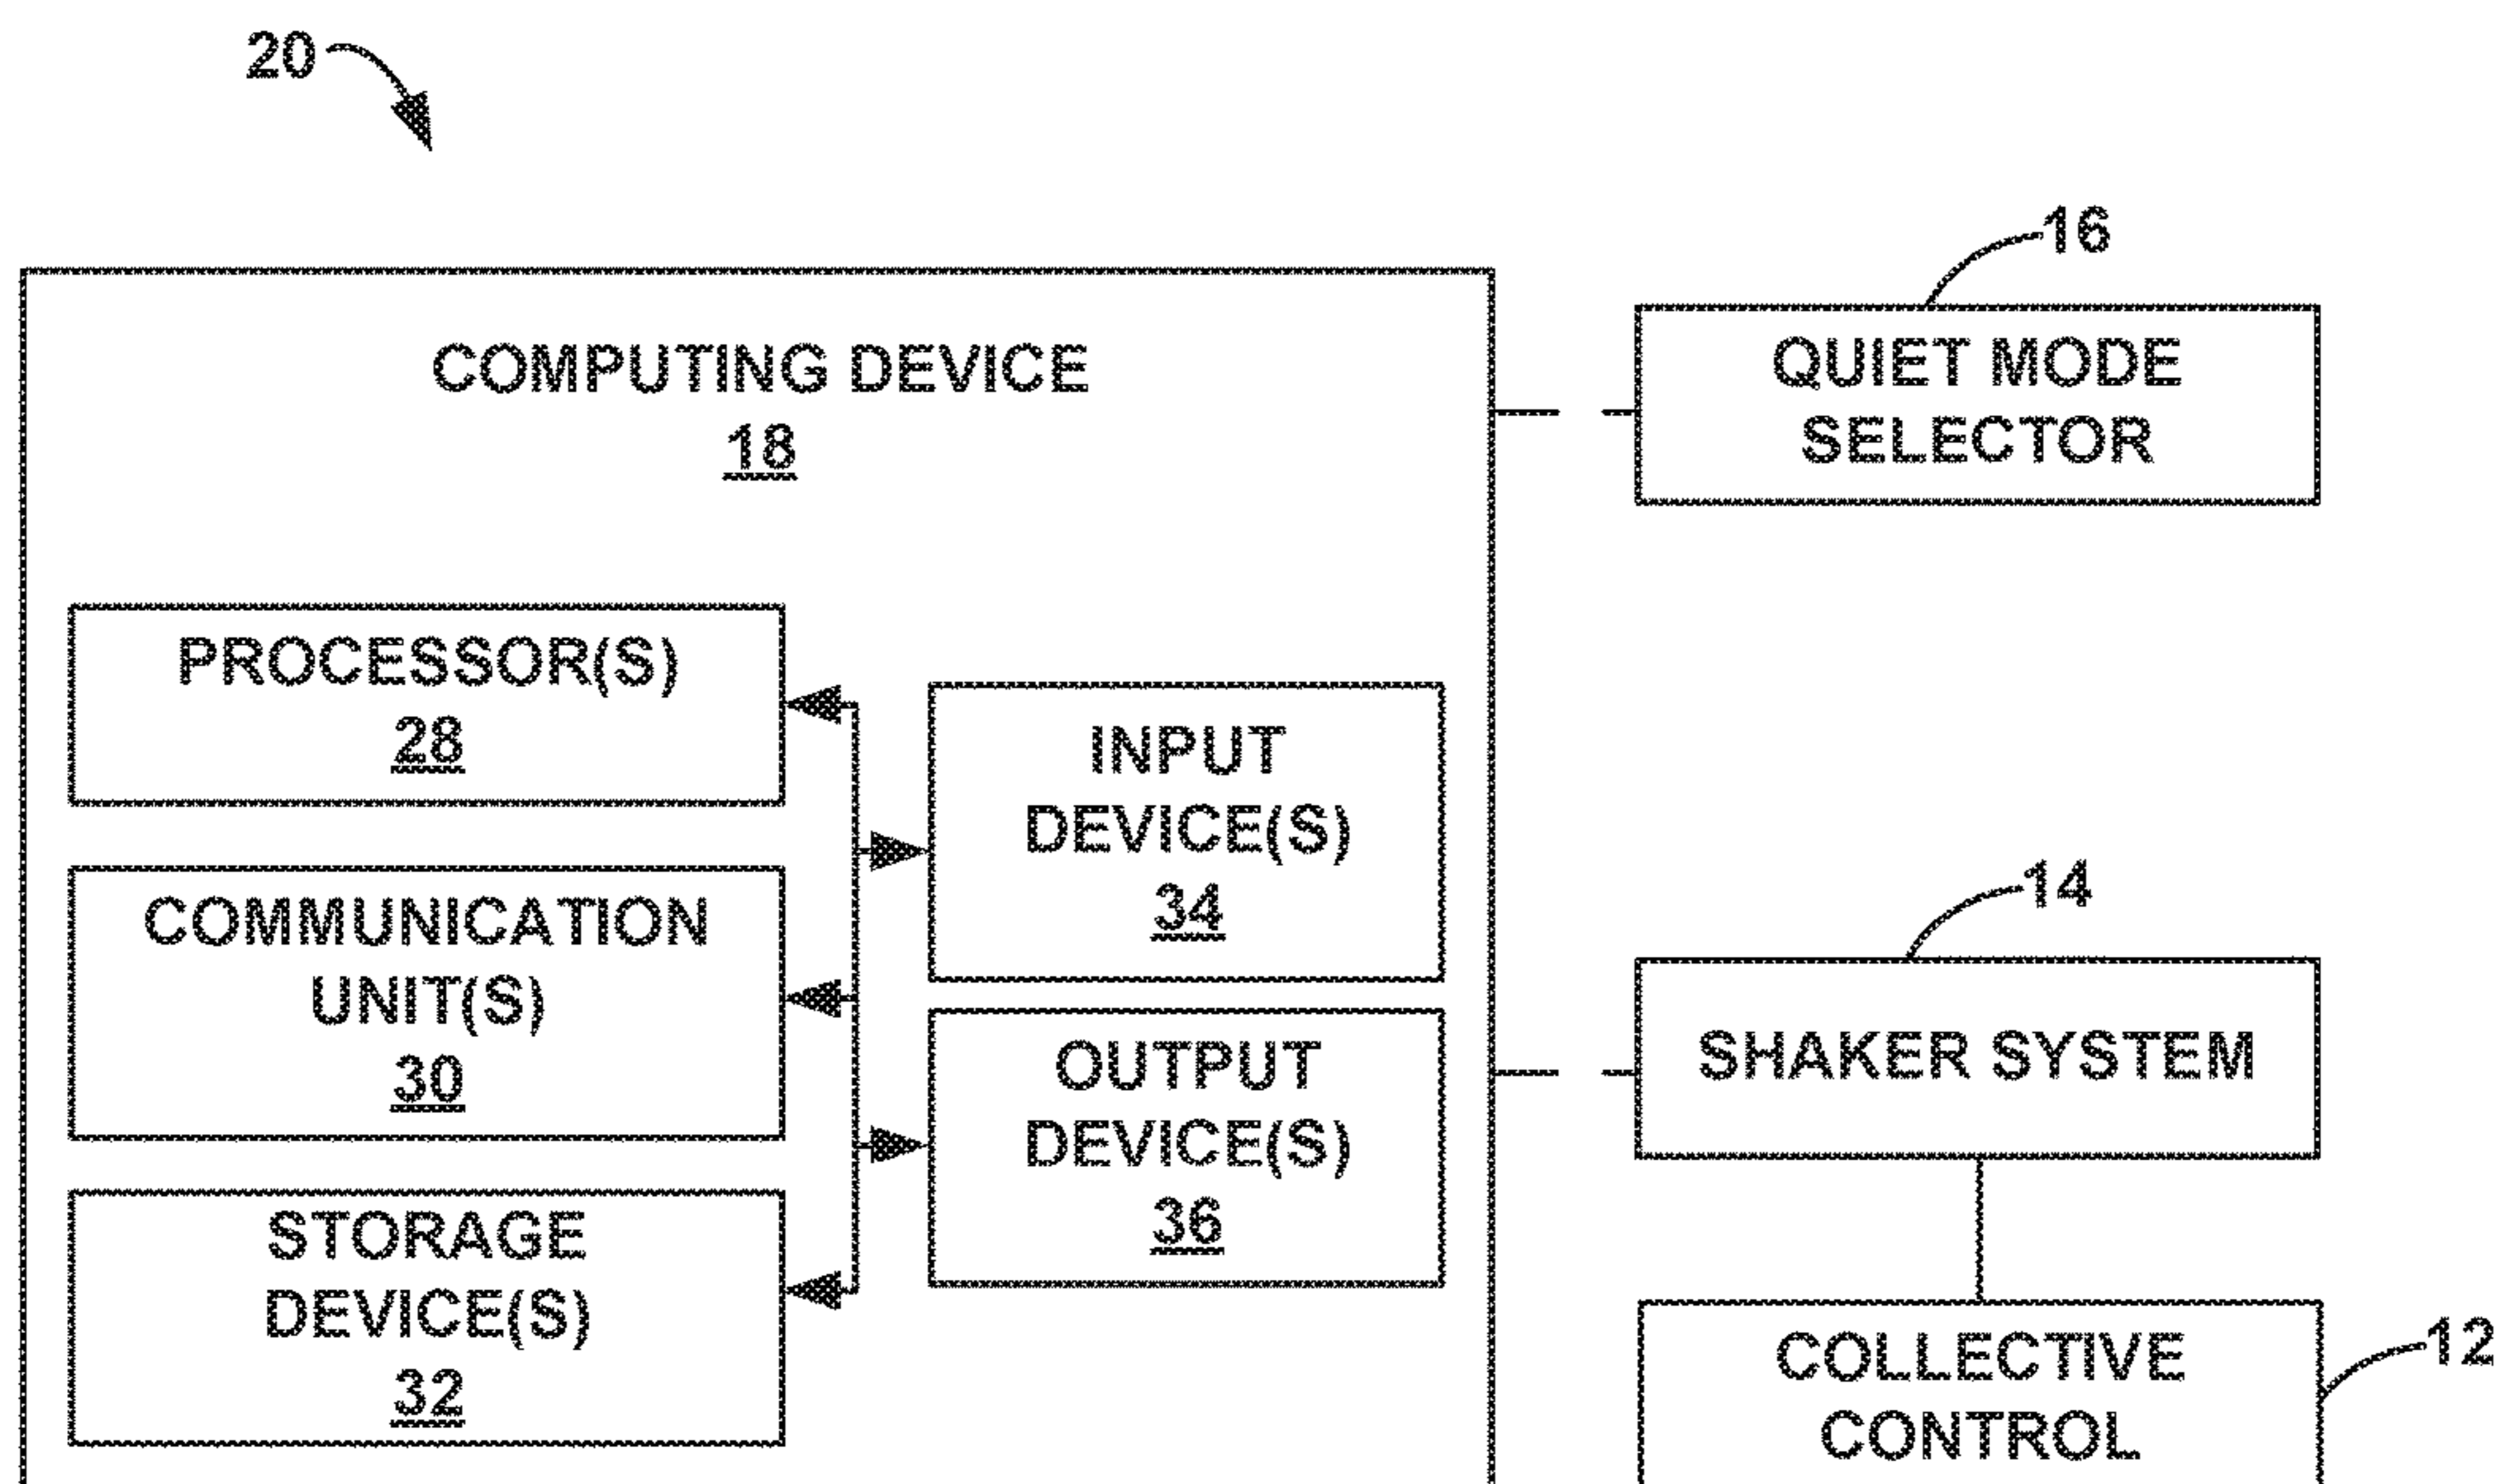 20
16
COMPUTING DEVICE
18
QUIET MODE
SELECTOR
PROCESSOR(S)
28
INPUT
DEVICE(S)
34
COMMUNICATION
UNIT(S)
30
14
SHAKER SYSTEM
OUTPUT
DEVICE(S)
36
STORAGE
DEVICE(S)
32
12
COLLECTIVE
CONTROL